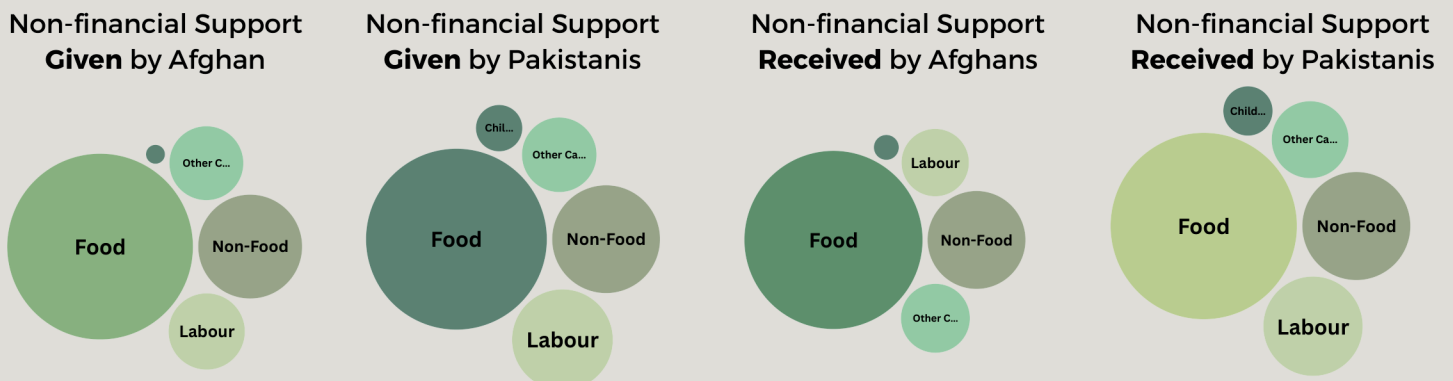 Non-financial Support
Given by Afghan
Other C...
Food
Non-Food
Labour
Non-financial Support
Given by Pakistanis
Chil...
Other Ca...
Food
Non-Food
Labour
Non-financial Support
Received by Afghans
Labour
Food
Non-Food
Other C...
Non-financial Support
Received by Pakistanis
Child...
Other Ca...
Food
Non-Food
Labour